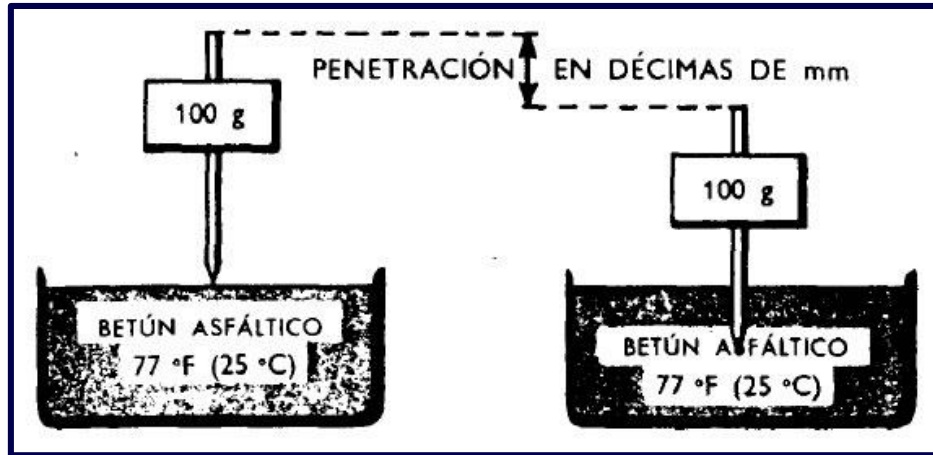 PENETRACIÓN EN DÉCIMAS DE mm
100 g
100 g
BETÚN ASFÁLTICO
77 °F (25 °C)
BETÚN ASFÁLTICO
77 °F (25 °C)